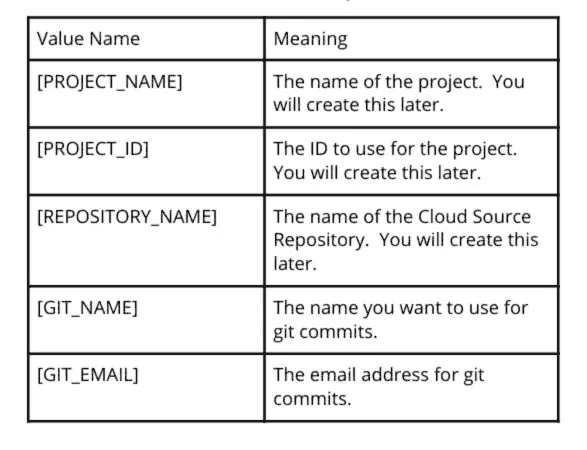 Value Name
Meaning
[PROJECT_NAME]
The name of the project. You
will create this later.
[PROJECT_ID]
The ID to use for the project.
You will create this later.
[REPOSITORY_NAME]
The name of the Cloud Source
Repository. You will create this
later.
[GIT_NAME]
The name you want to use for
git commits.
[GIT_EMAIL]
The email address for git
commits.